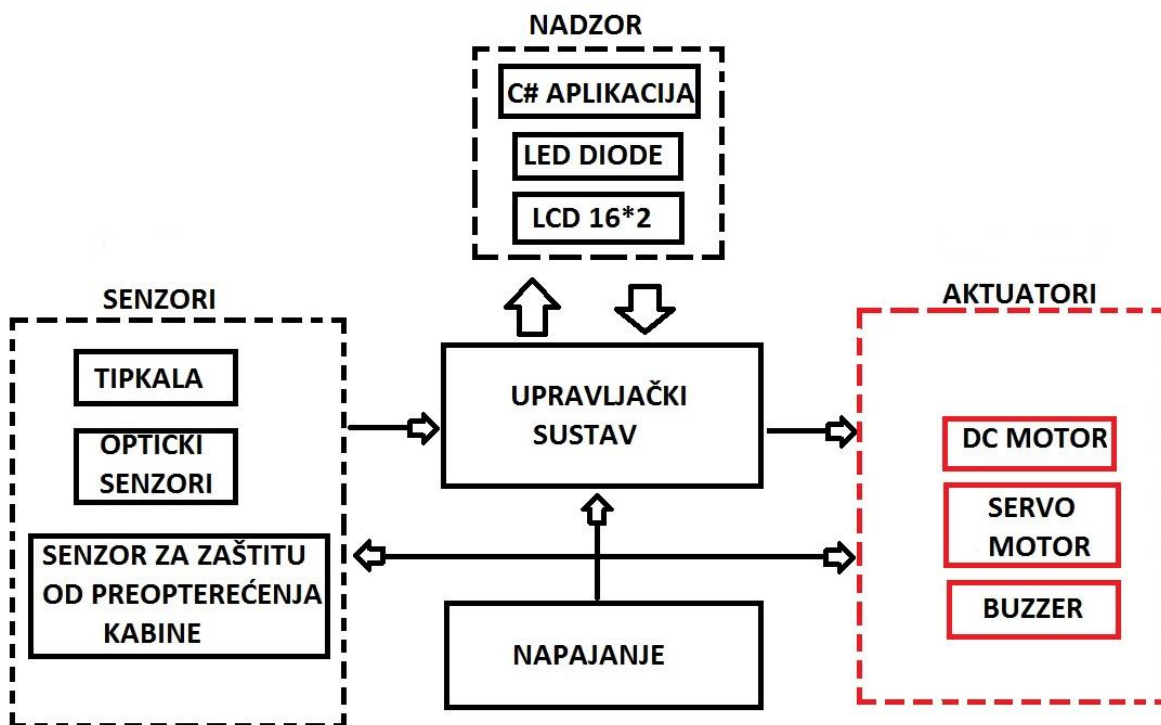 NADZOR
C# APLIKACIJA
LED DIODE
LCD 16*2
SENZORI
TIPKALA
OPTICKI
SENZORI
SENZOR ZA ZAŠTITU
OD PREOPTEREĆENJA
KABINE
UPRAVLJAČKI
SUSTAV
NAPAJANJE
AKTUATORI
DC MOTOR
SERVO
MOTOR
BUZZER